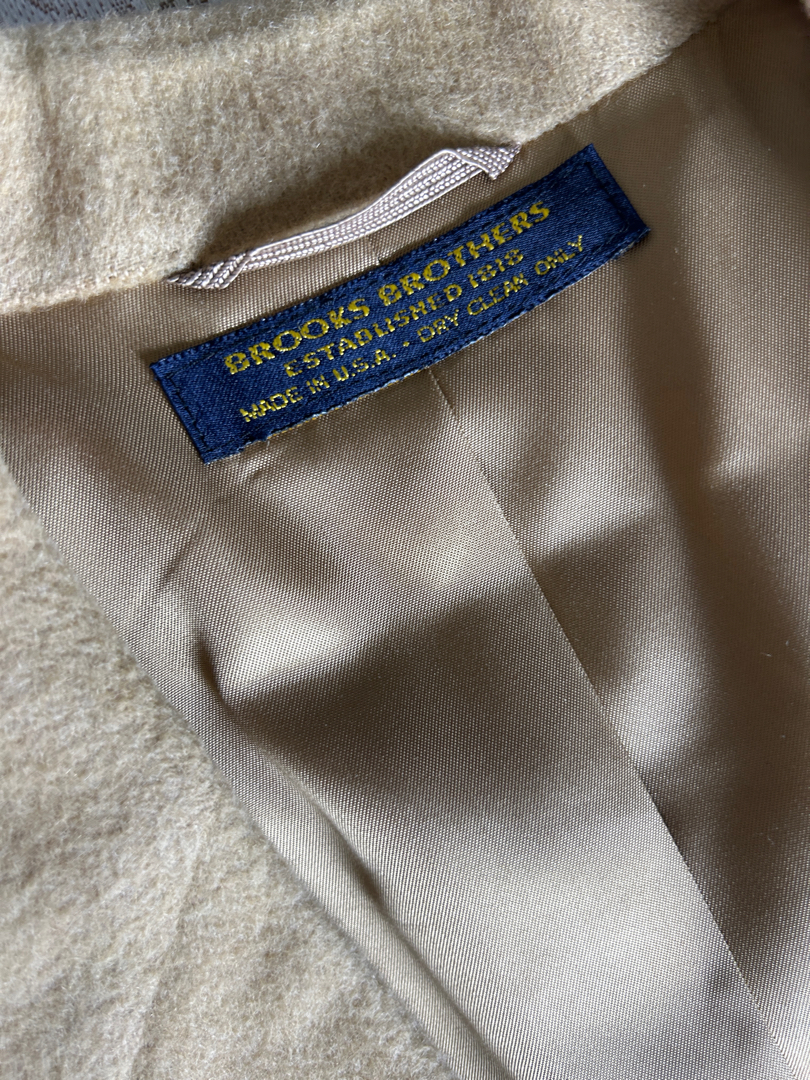 BROOKS BROTHERS
ESTABLISHED 1818
MADE IN U.S.A. • DRY CLEAN ONLY